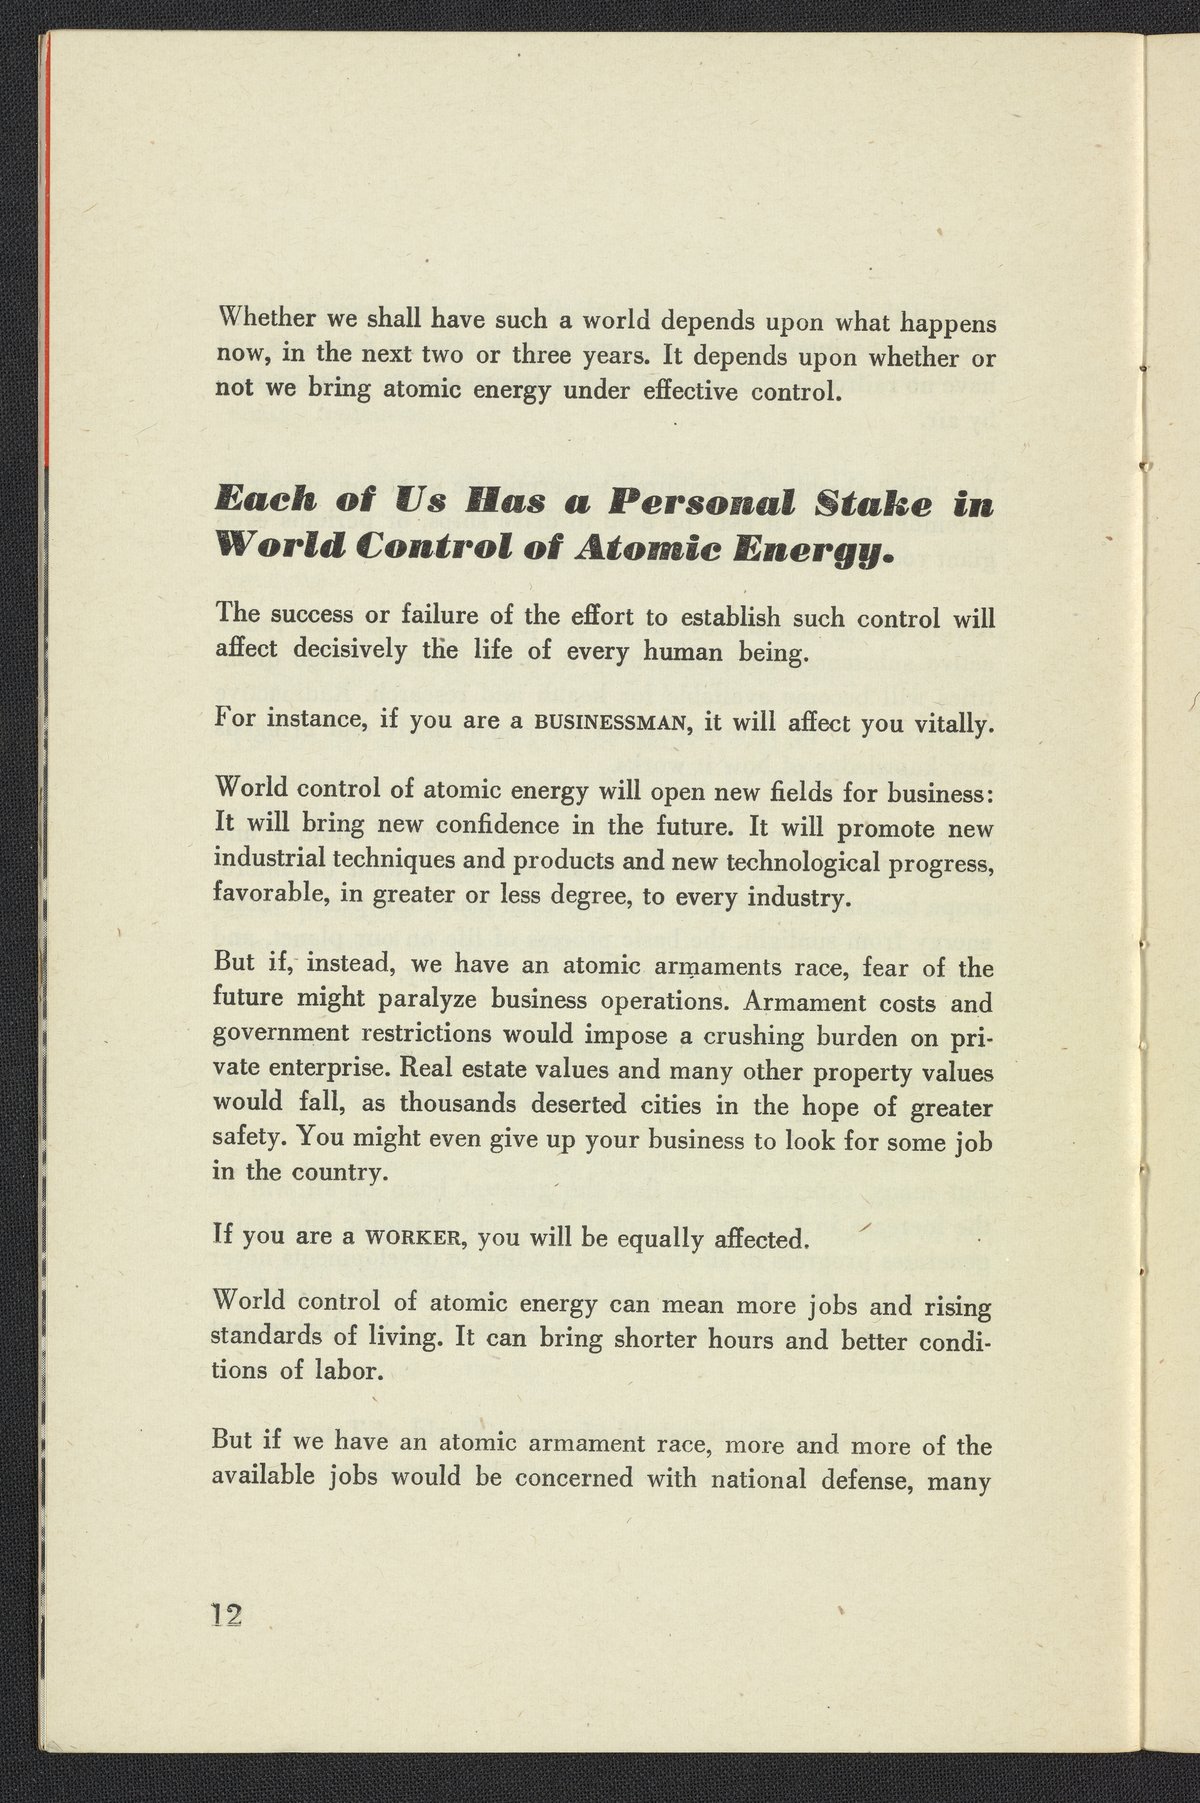 Whether we shall have such a world depends upon what happens
now, in the next two or three years. It depends upon whether or
not we bring atomic energy under effective control.
Each of Us Has a Personal Stake in
World Control of Atomic Energy.
The success or failure of the effort to establish such control will
affect decisively the life of every human being.
For instance, if you are a BUSINESSMAN, it will affect you vitally.
World control of atomic energy will open new fields for business:
It will bring new confidence in the future. It will promote new
industrial techniques and products and new technological progress,
favorable, in greater or less degree, to every industry.
But if, instead, we have an atomic armaments race, fear of the
future might paralyze business operations. Armament costs and
government restrictions would impose a crushing burden on pri-
vate enterprise. Real estate values and many other property values
would fall, as thousands deserted cities in the hope of greater
safety. You might even give up your business to look for some job
in the country.
If you are a WORKER, you will be equally affected.
World control of atomic energy can mean more jobs and rising
standards of living. It can bring shorter hours and better condi-
tions of labor.
But if we have an atomic armament race, more and more of the
available jobs would be concerned with national defense, many
12